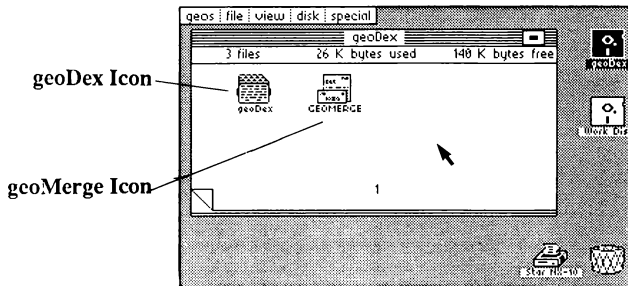 geos file view disk special
geoDex
3 files 26 K bytes used 140 K bytes free
geoDex Icon
geoDex GEOMERGE
geoDex
Work Dis
geoMerge Icon
1
Star NX-10